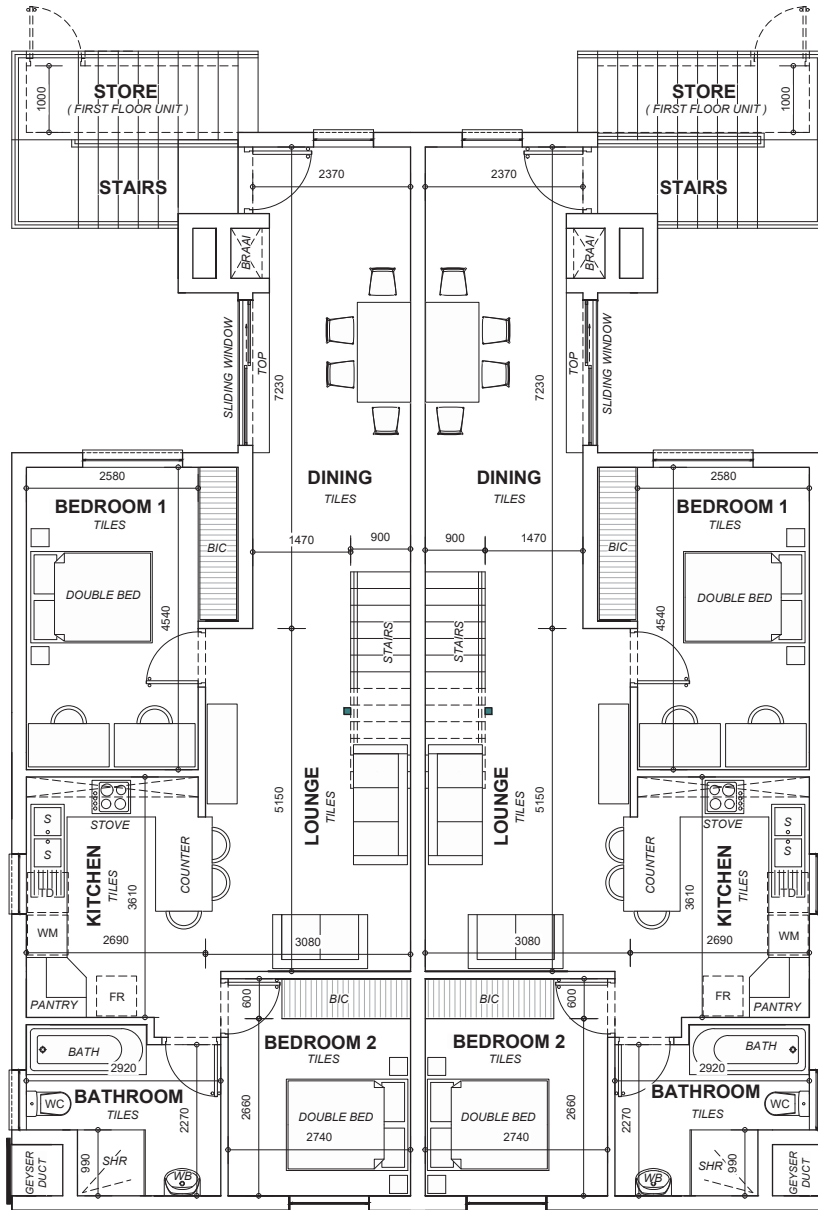 STORE
( FIRST FLOOR UNIT )
1000
STAIRS
2370
BRAAI
SLIDING WINDOW
TOP
7230
DINING
TILES
2580
BEDROOM 1
TILES
BIC
1470
900
DOUBLE BED
4540
STAIRS
LOUNGE
TILES
5150
STOVE
S
S
COUNTER
KITCHEN
TILES
3610
TD
WM
2690
3080
PANTRY
FR
600
BIC
BATH
2920
BEDROOM 2
TILES
BATHROOM
TILES
WC
2270
2660
DOUBLE BED
2740
GEYSER
DUCT
990
SHR
WB
STORE
( FIRST FLOOR UNIT )
1000
STAIRS
2370
BRAAI
SLIDING WINDOW
TOP
7230
DINING
TILES
2580
BEDROOM 1
TILES
BIC
900
1470
DOUBLE BED
4540
STAIRS
LOUNGE
TILES
5150
STOVE
S
S
COUNTER
KITCHEN
TILES
3610
TD
WM
3080
2690
FR
PANTRY
BIC
600
BATH
2920
BEDROOM 2
TILES
BATHROOM
TILES
WC
2660
2270
DOUBLE BED
2740
SHR
990
GEYSER
DUCT
WB